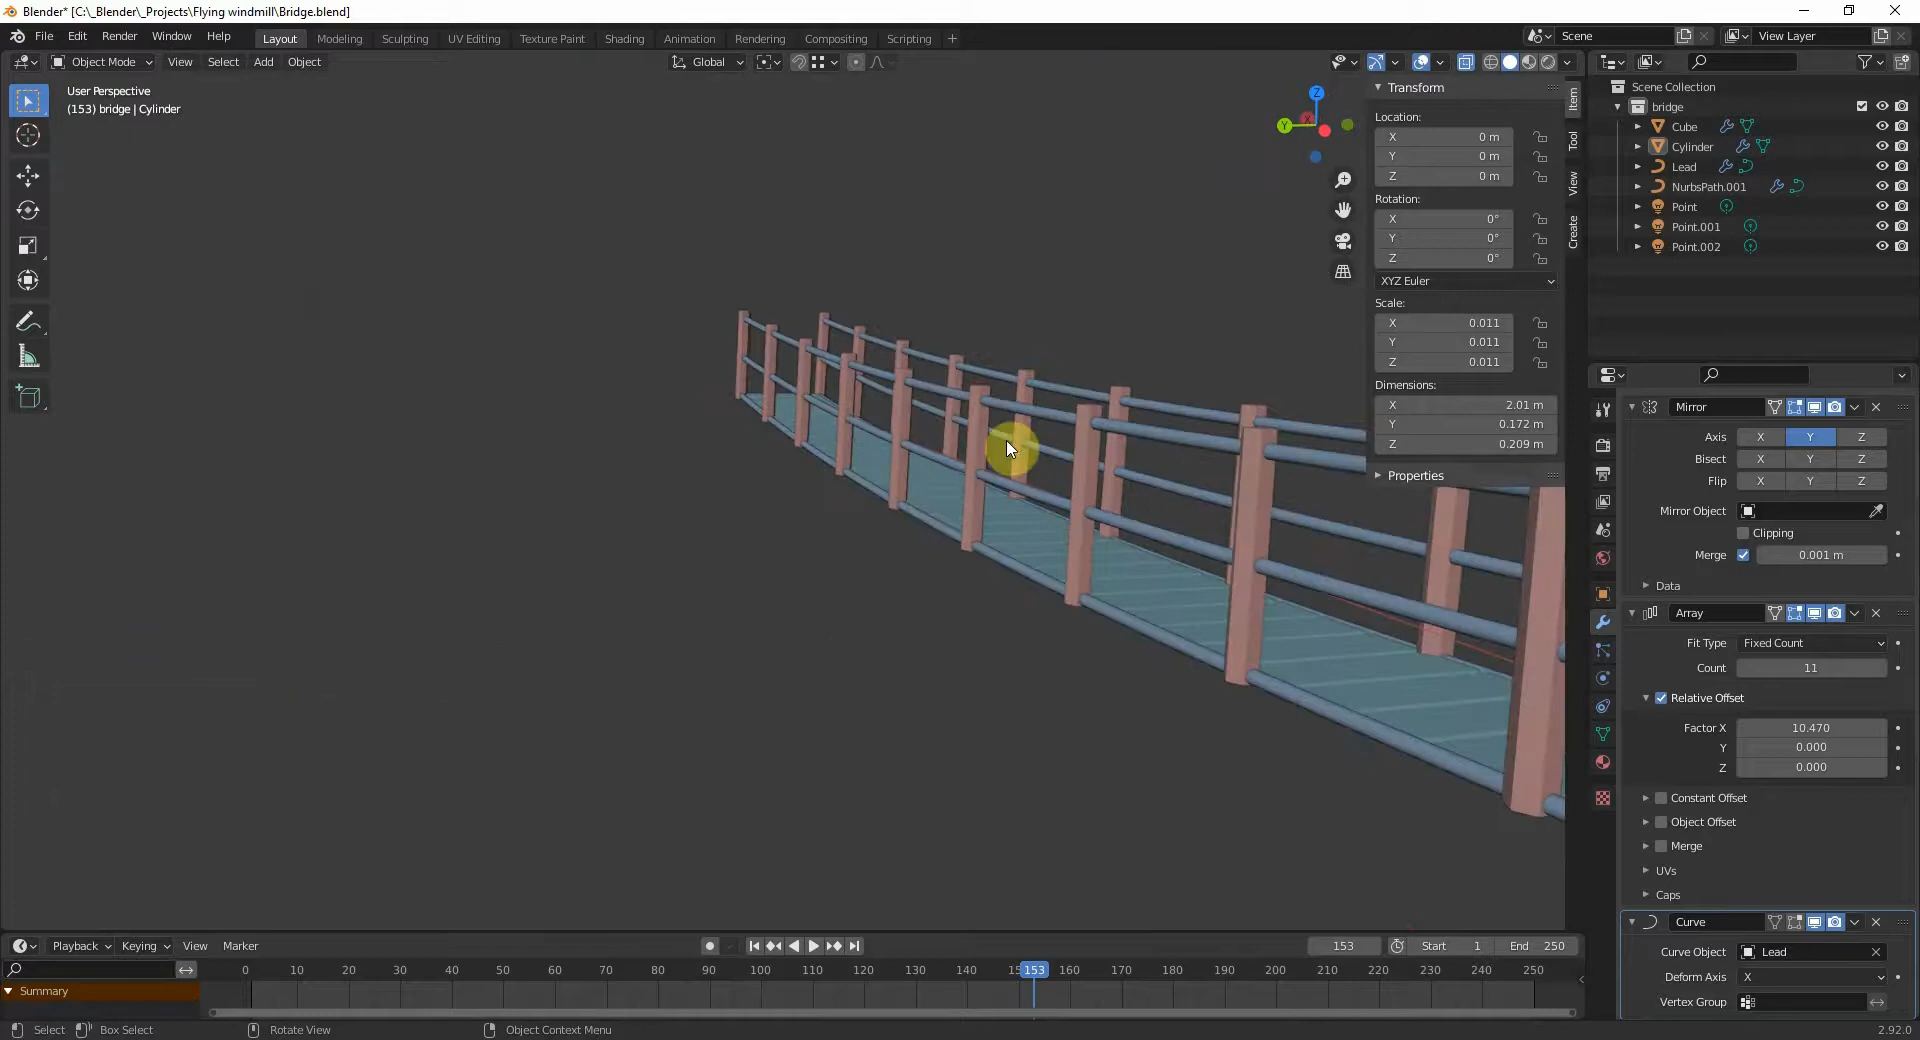 Blender* [C:\_Blender\_Projects\Flying windmill\Bridge.blend]
File Edit Render Window Help Layout Modeling Sculpting UV Editing Texture Paint Shading Animation Rendering Compositing Scripting + Scene View Layer
Object Mode View Select Add Object Global
User Perspective
(153) bridge | Cylinder
Z
Y
X
Transform
Location:
X 0 m
Y 0 m
Z 0 m
Rotation:
X 0°
Y 0°
Z 0°
XYZ Euler
Scale:
X 0.011
Y 0.011
Z 0.011
Dimensions:
X 2.01 m
Y 0.172 m
Z 0.209 m
Properties
Item
Tool
View
Create
Scene Collection
bridge
Cube
Cylinder
Lead
NurbsPath.001
Point
Point.001
Point.002
Mirror
Axis X Y Z
Bisect X Y Z
Flip X Y Z
Mirror Object
Clipping
Merge 0.001 m
Data
Array
Fit Type Fixed Count
Count 11
Relative Offset
Factor X 10.470
Y 0.000
Z 0.000
Constant Offset
Object Offset
Merge
UVs
Caps
Curve
Curve Object Lead
Deform Axis X
Vertex Group
Playback Keying View Marker 153 Start 1 End 250
0 10 20 30 40 50 60 70 80 90 100 110 120 130 140 15 153 160 170 180 190 200 210 220 230 240 250
Summary
Select Box Select Rotate View Object Context Menu 2.92.0